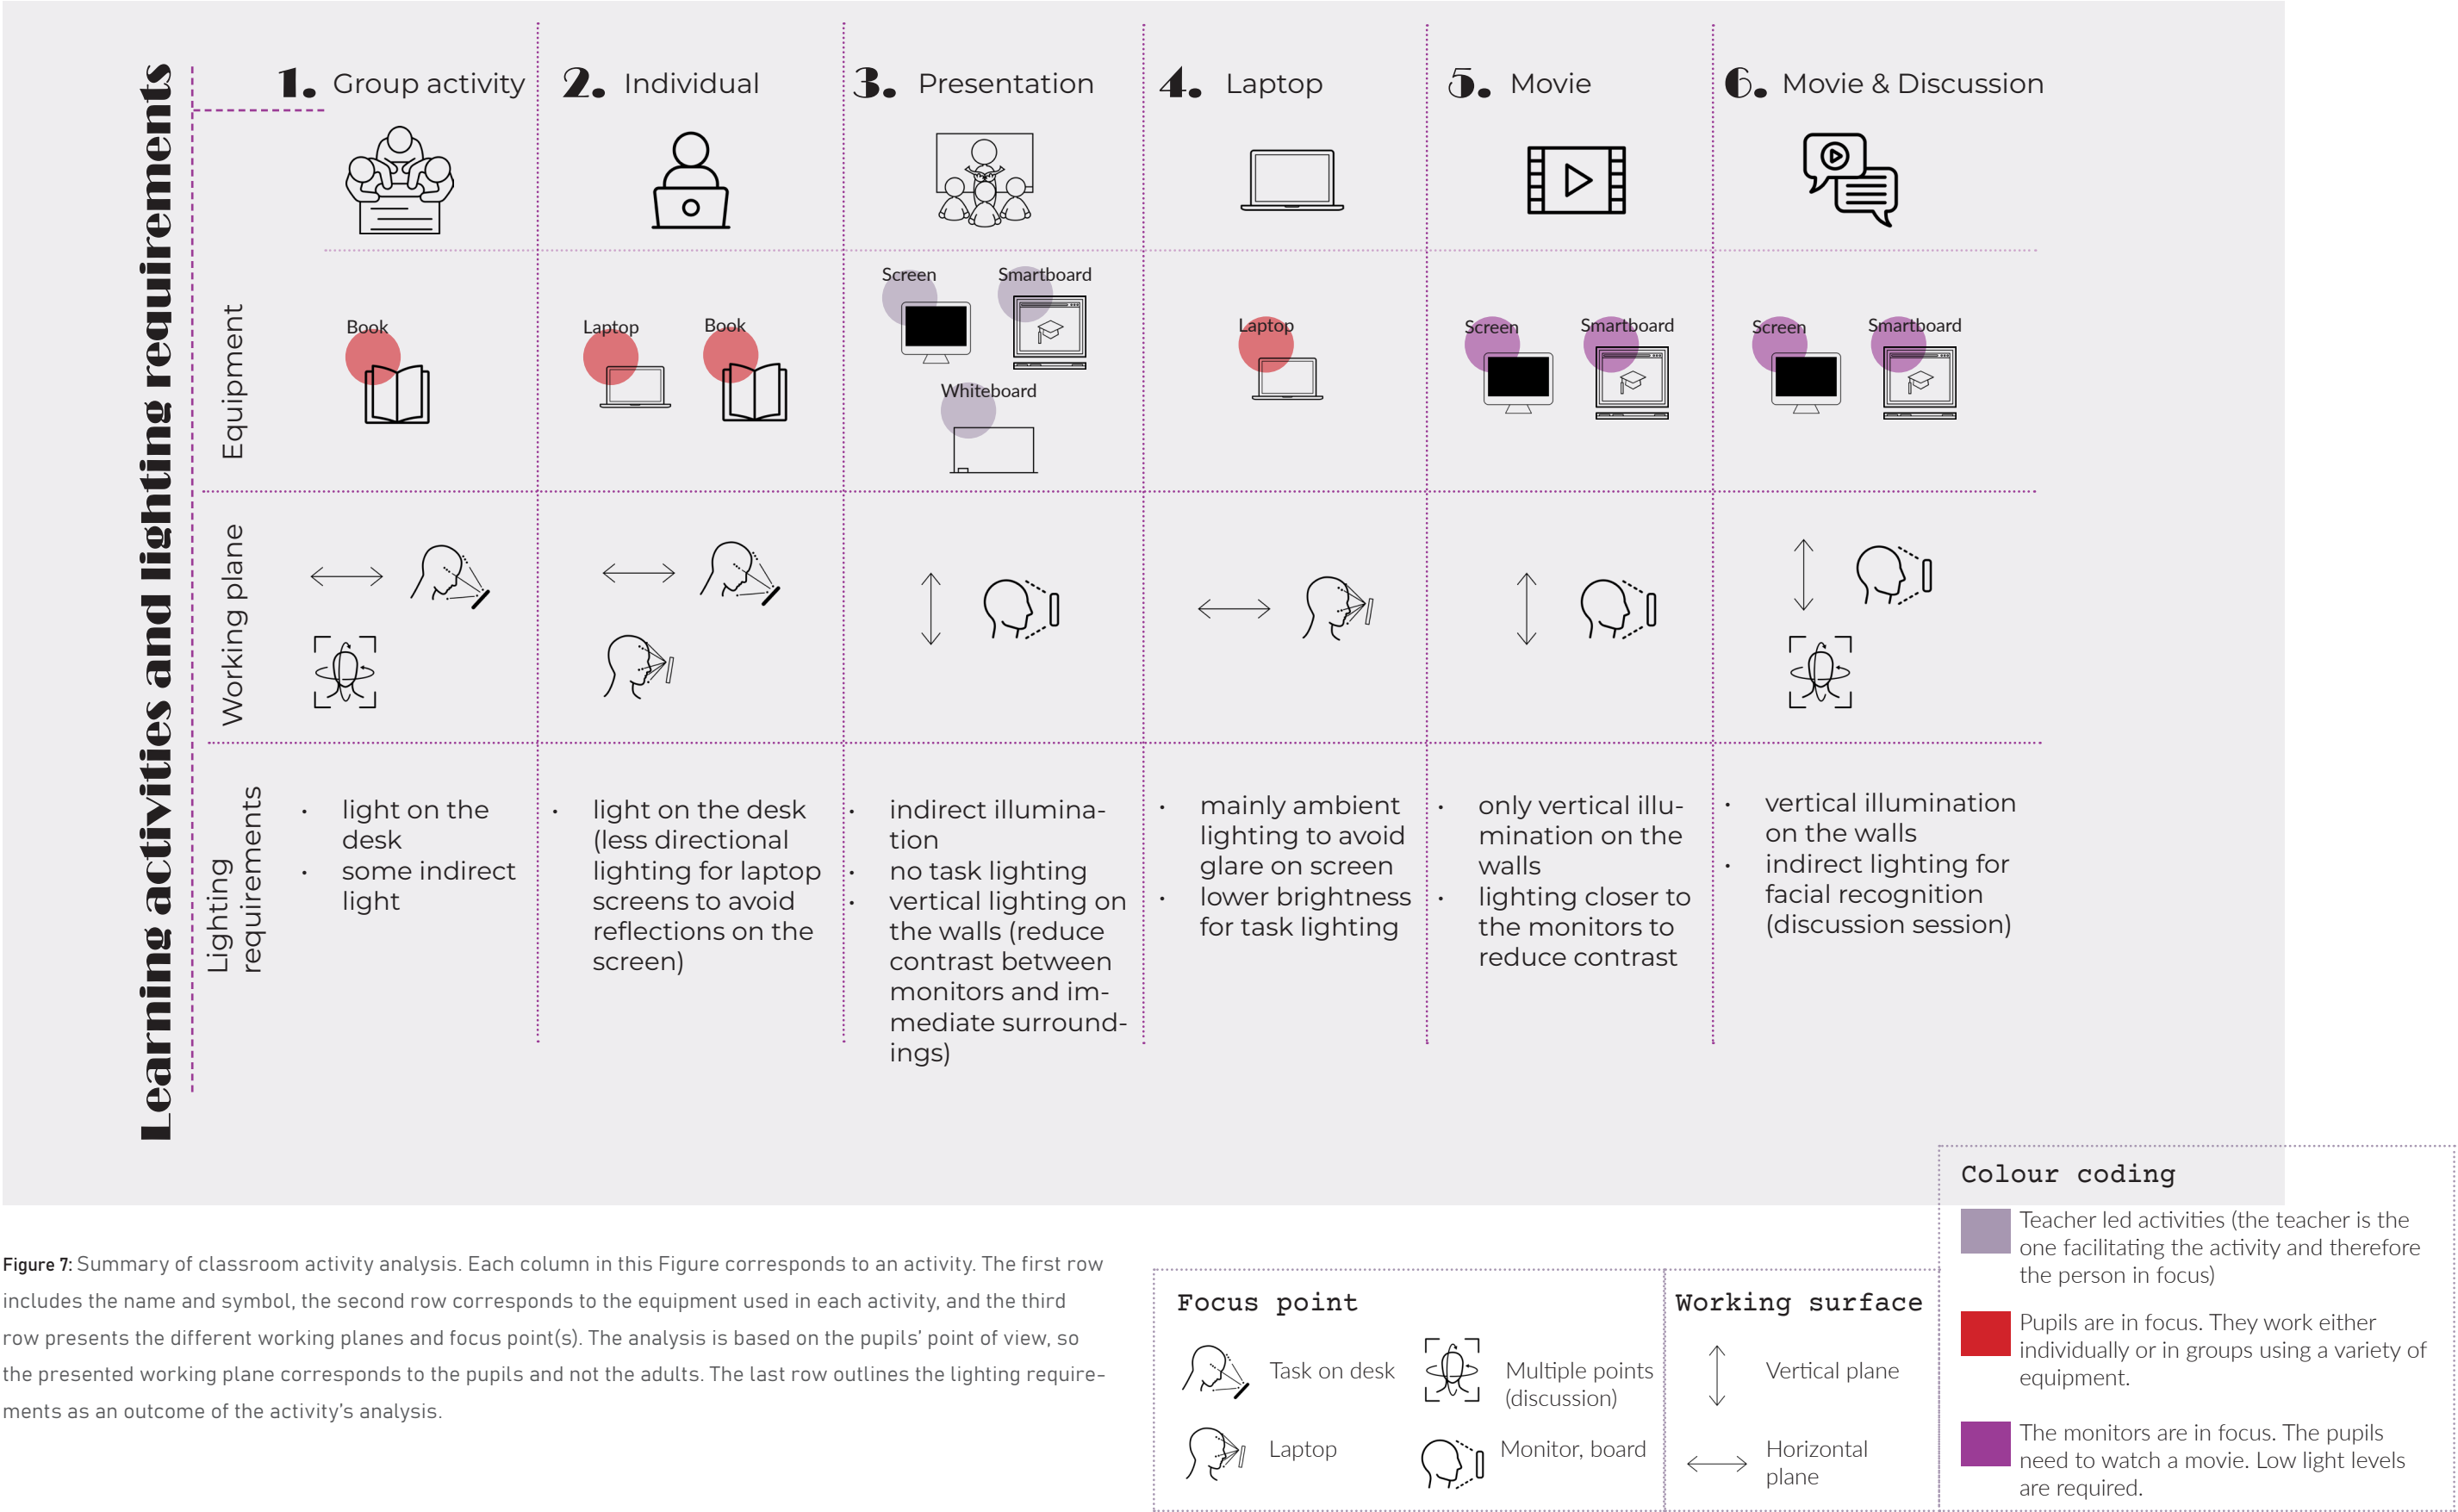 Learning activities and lighting requirements
1. Group activity
2. Individual
3. Presentation
4. Laptop
5. Movie
6. Movie & Discussion
Equipment
Book
Laptop
Book
Screen
Smartboard
Whiteboard
Laptop
Screen
Smartboard
Screen
Smartboard
Working plane
Lighting
requirements
• light on the
desk
• some indirect
light
• light on the desk
(less directional
lighting for laptop
screens to avoid
reflections on the
screen)
• indirect illumina-
tion
• no task lighting
• vertical lighting on
the walls (reduce
contrast between
monitors and im-
mediate surround-
ings)
• mainly ambient
lighting to avoid
glare on screen
• lower brightness
for task lighting
• only vertical illu-
mination on the
walls
• lighting closer to
the monitors to
reduce contrast
• vertical illumination
on the walls
• indirect lighting for
facial recognition
(discussion session)
Figure 7: Summary of classroom activity analysis. Each column in this Figure corresponds to an activity. The first row
includes the name and symbol, the second row corresponds to the equipment used in each activity, and the third
row presents the different working planes and focus point(s). The analysis is based on the pupils' point of view, so
the presented working plane corresponds to the pupils and not the adults. The last row outlines the lighting require-
ments as an outcome of the activity's analysis.
Focus point
Task on desk
Multiple points
(discussion)
Laptop
Monitor, board
Working surface
Vertical plane
Horizontal
plane
Colour coding
Teacher led activities (the teacher is the
one facilitating the activity and therefore
the person in focus)
Pupils are in focus. They work either
individually or in groups using a variety of
equipment.
The monitors are in focus. The pupils
need to watch a movie. Low light levels
are required.